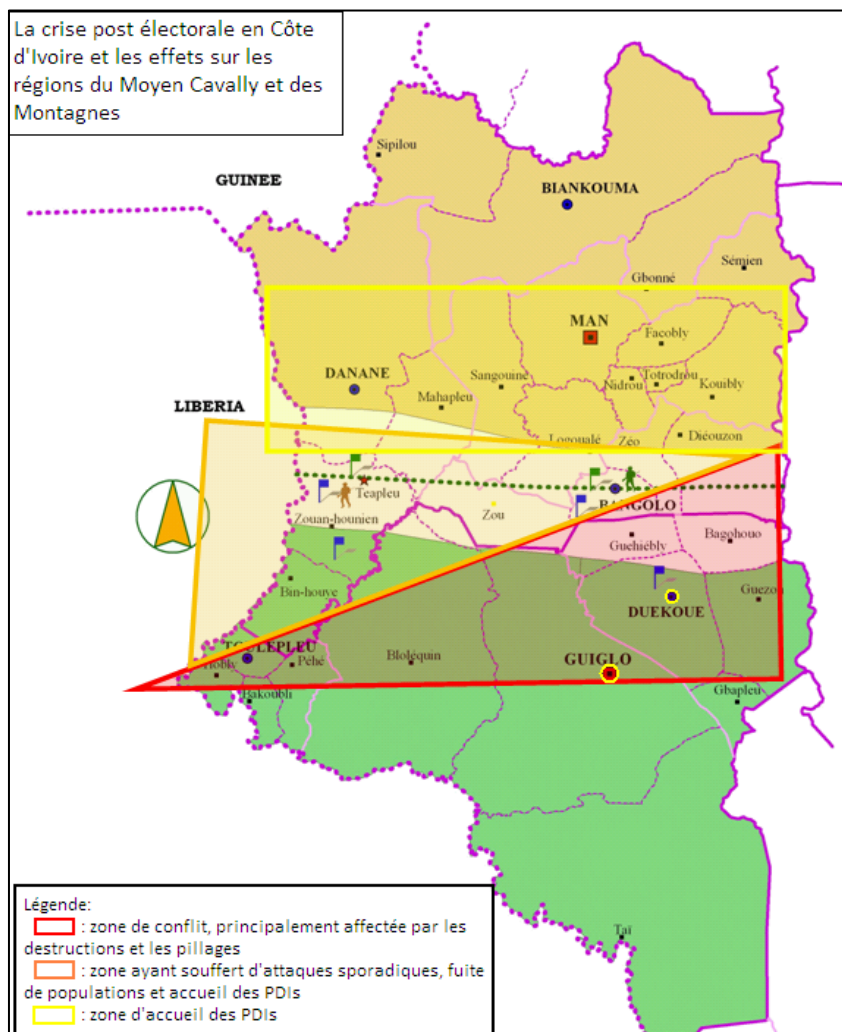 La crise post électorale en Côte
d'Ivoire et les effets sur les
régions du Moyen Cavally et des
Montagnes
Sipilou
GUINEE
BIANKOUMA
Sémien
Gbonné
MAN
Facobly
DANANE
Sangouiné
Nidrou
Totrodrou
Kouibly
Mahapleu
LIBERIA
Logoualé
Zéo
Diéouzon
Teapleu
BANGOLO
Zou
Zouan-hounien
Guéhiébly
Bagohouo
Bin-houye
Guezon
DUEKOUE
TOULEPLEU
Péhé
Bloléquin
GUIGLO
Bakoubli
Gbapleu
Taï
Légende:
: zone de conflit, principalement affectée par les
destructions et les pillages
: zone ayant souffert d'attaques sporadiques, fuite
de populations et accueil des PDIs
: zone d'accueil des PDIs